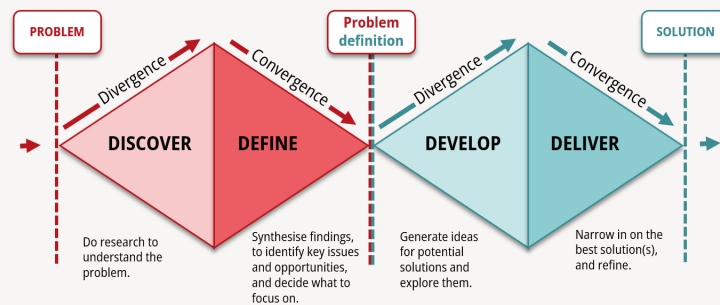 PROBLEM
Problem
definition
SOLUTION
Divergence
Convergence
Divergence
Convergence
DISCOVER
DEFINE
DEVELOP
DELIVER
Do research to
understand the
problem.
Synthesise findings,
to identify key issues
and opportunities,
and decide what to
focus on.
Generate ideas
for potential
solutions and
explore them.
Narrow in on the
best solution(s),
and refine.